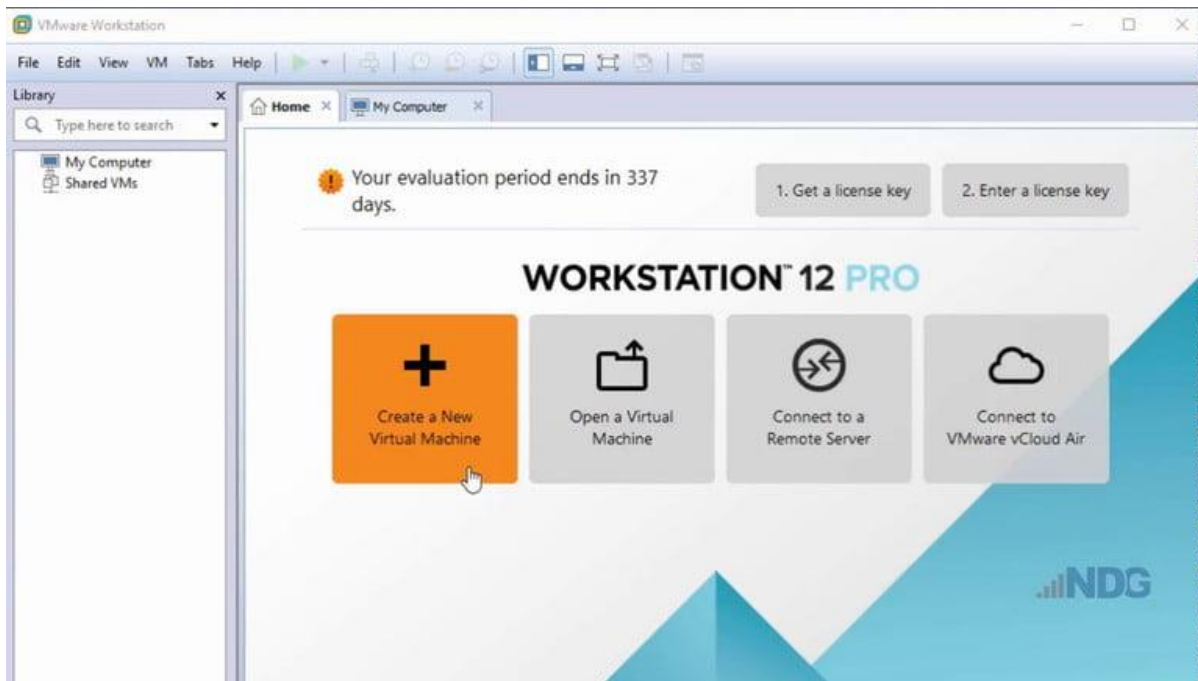 VMware Workstation
File Edit View VM Tabs Help
Library
Type here to search
My Computer
Shared VMs
Home
My Computer
Your evaluation period ends in 337
days.
1. Get a license key
2. Enter a license key
WORKSTATION™ 12 PRO
Create a New
Virtual Machine
Open a Virtual
Machine
Connect to a
Remote Server
Connect to
VMware vCloud Air
NDG